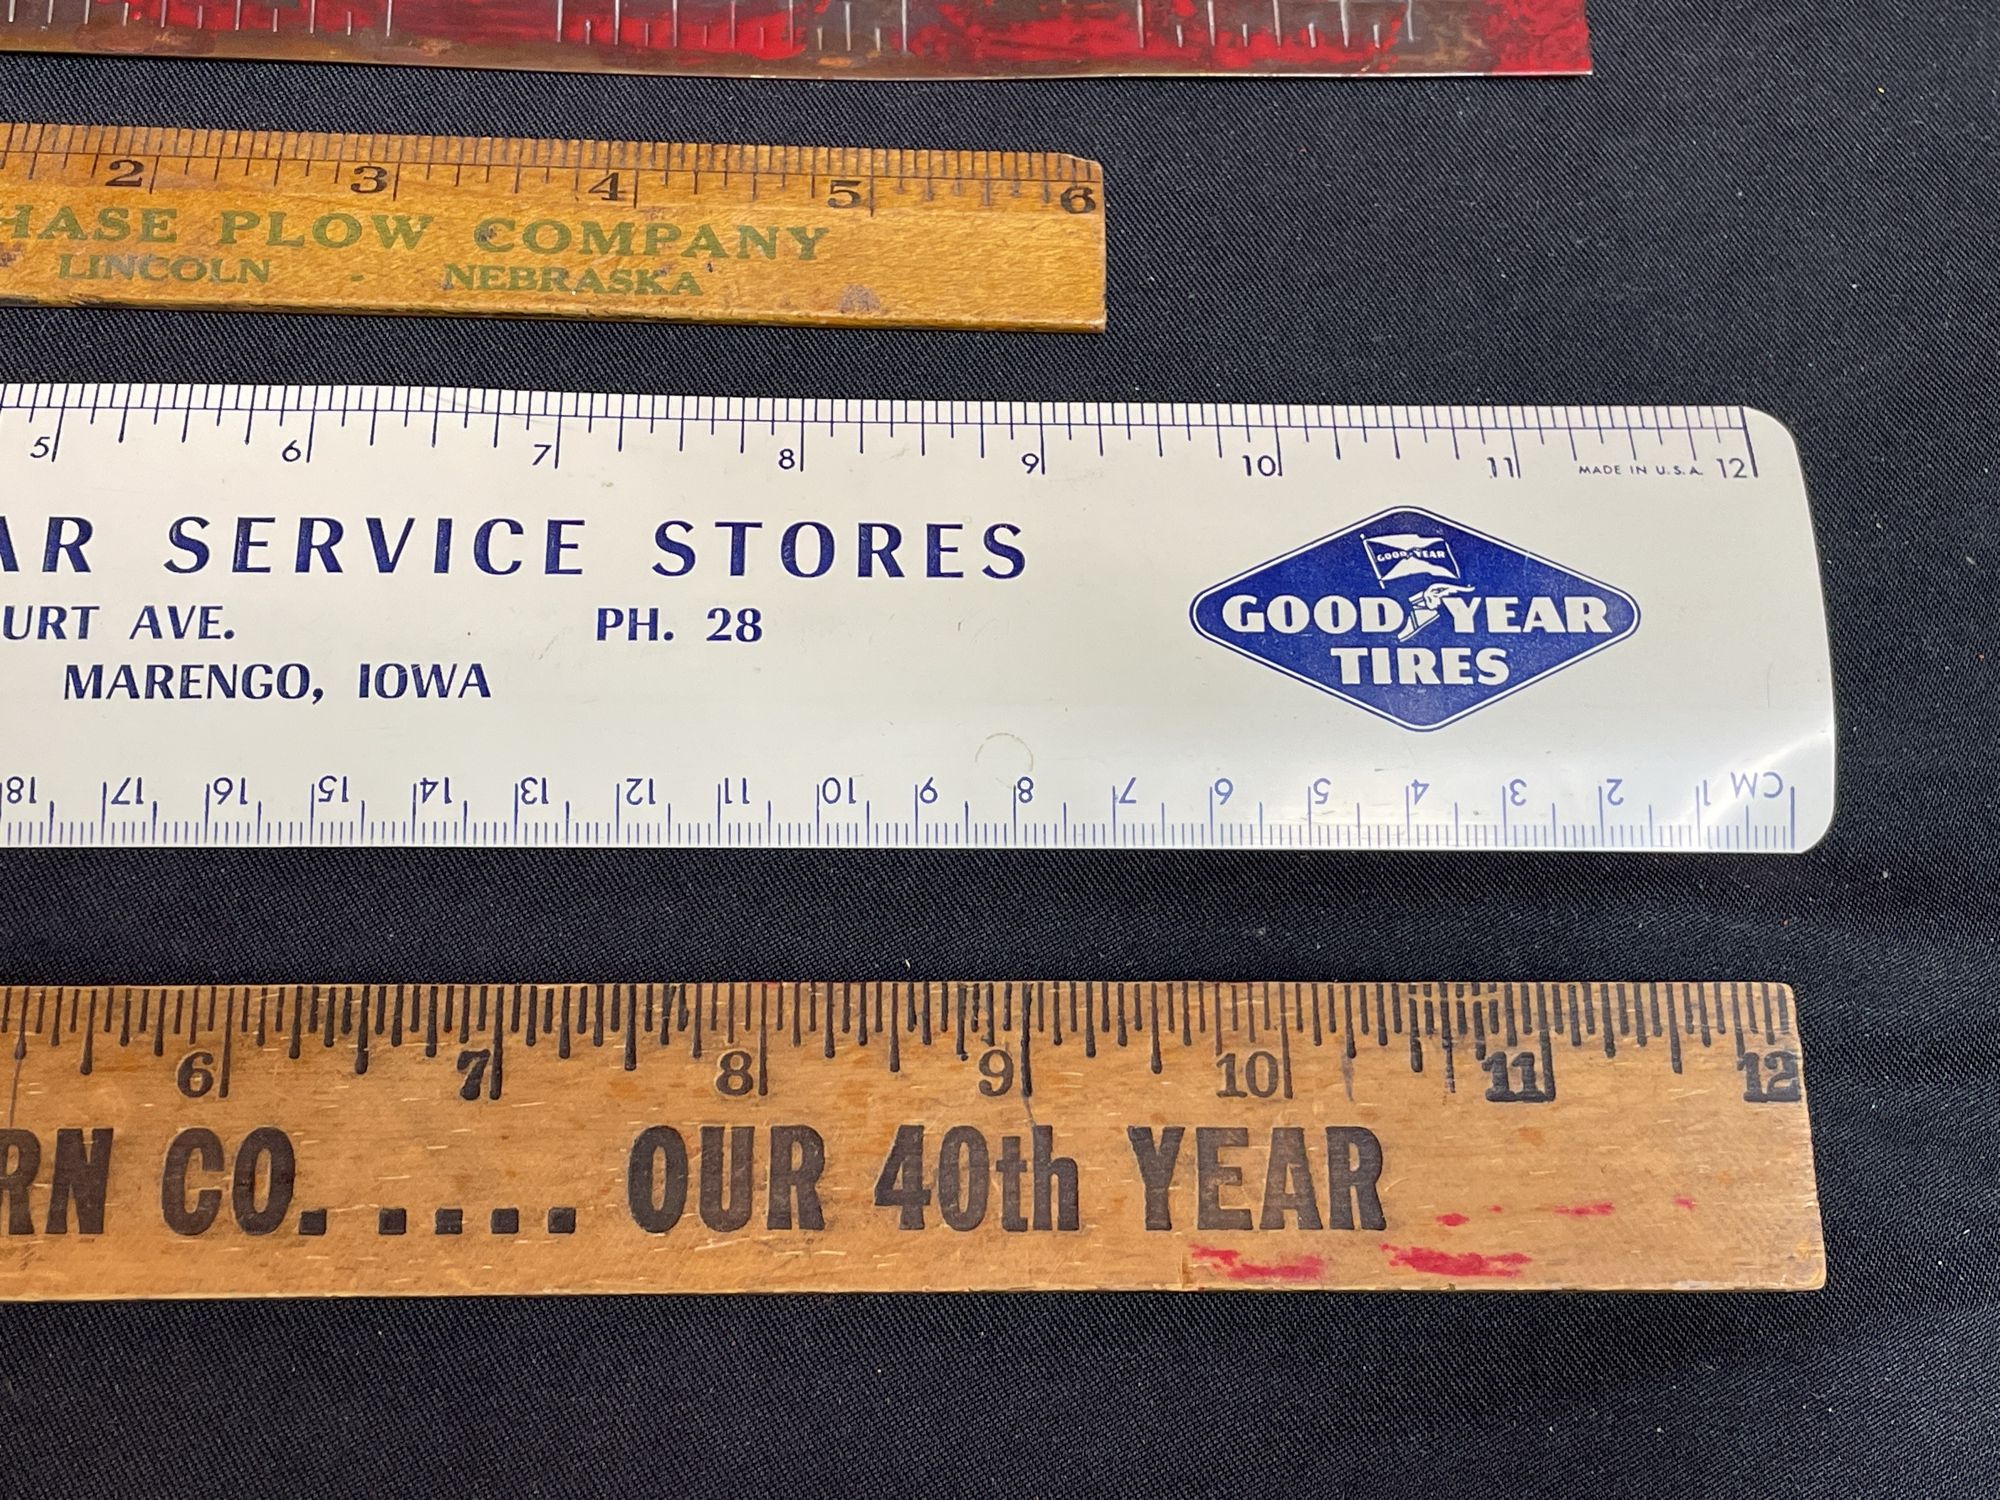 2 3 4 5 6
HASE PLOW COMPANY
LINCOLN - NEBRASKA
5 6 7 8 9 10 11 12
MADE IN U.S.A.
AR SERVICE STORES
URT AVE. PH. 28
MARENGO, IOWA
GOOD YEAR
GOOD YEAR
TIRES
18 17 16 15 14 13 12 11 10 9 8 7 6 5 4 3 2 1 CM
6 7 8 9 10 11 12
RN CO..... OUR 40th YEAR